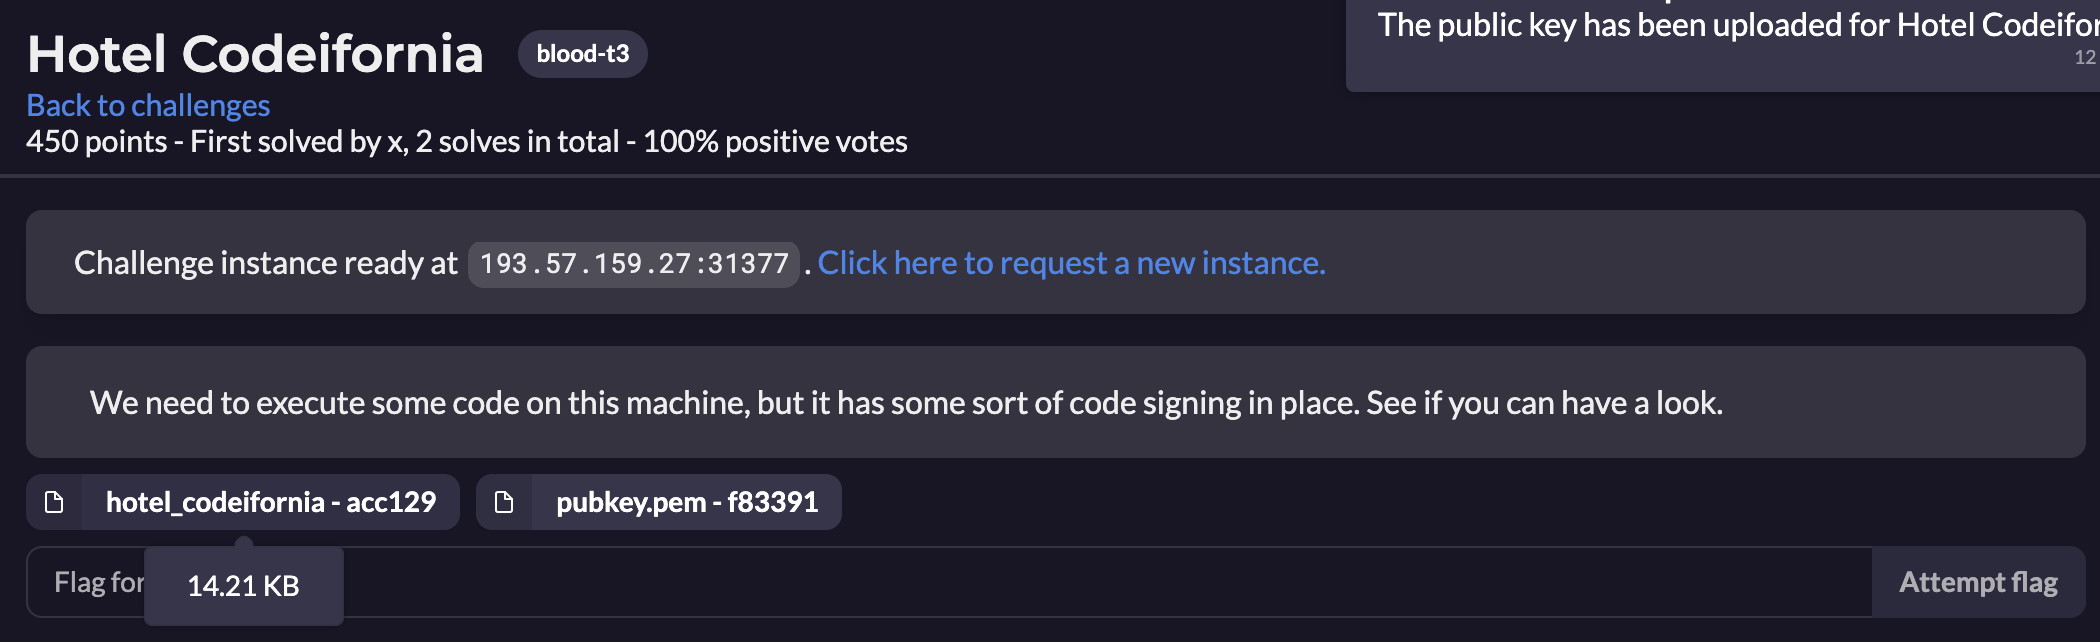 The public key has been uploaded for Hotel
12
Hotel Codeifornia blood-t3
Back to challenges
450 points - First solved by x, 2 solves in total - 100% positive votes
Challenge instance ready at 193.57.159.27:31377. Click here to request a new instance.
We need to execute some code on this machine, but it has some sort of code signing in place. See if you can have a look.
hotel_codeifornia - acc129 pubkey.pem - f83391
Flag for Attempt flag
14.21 KB